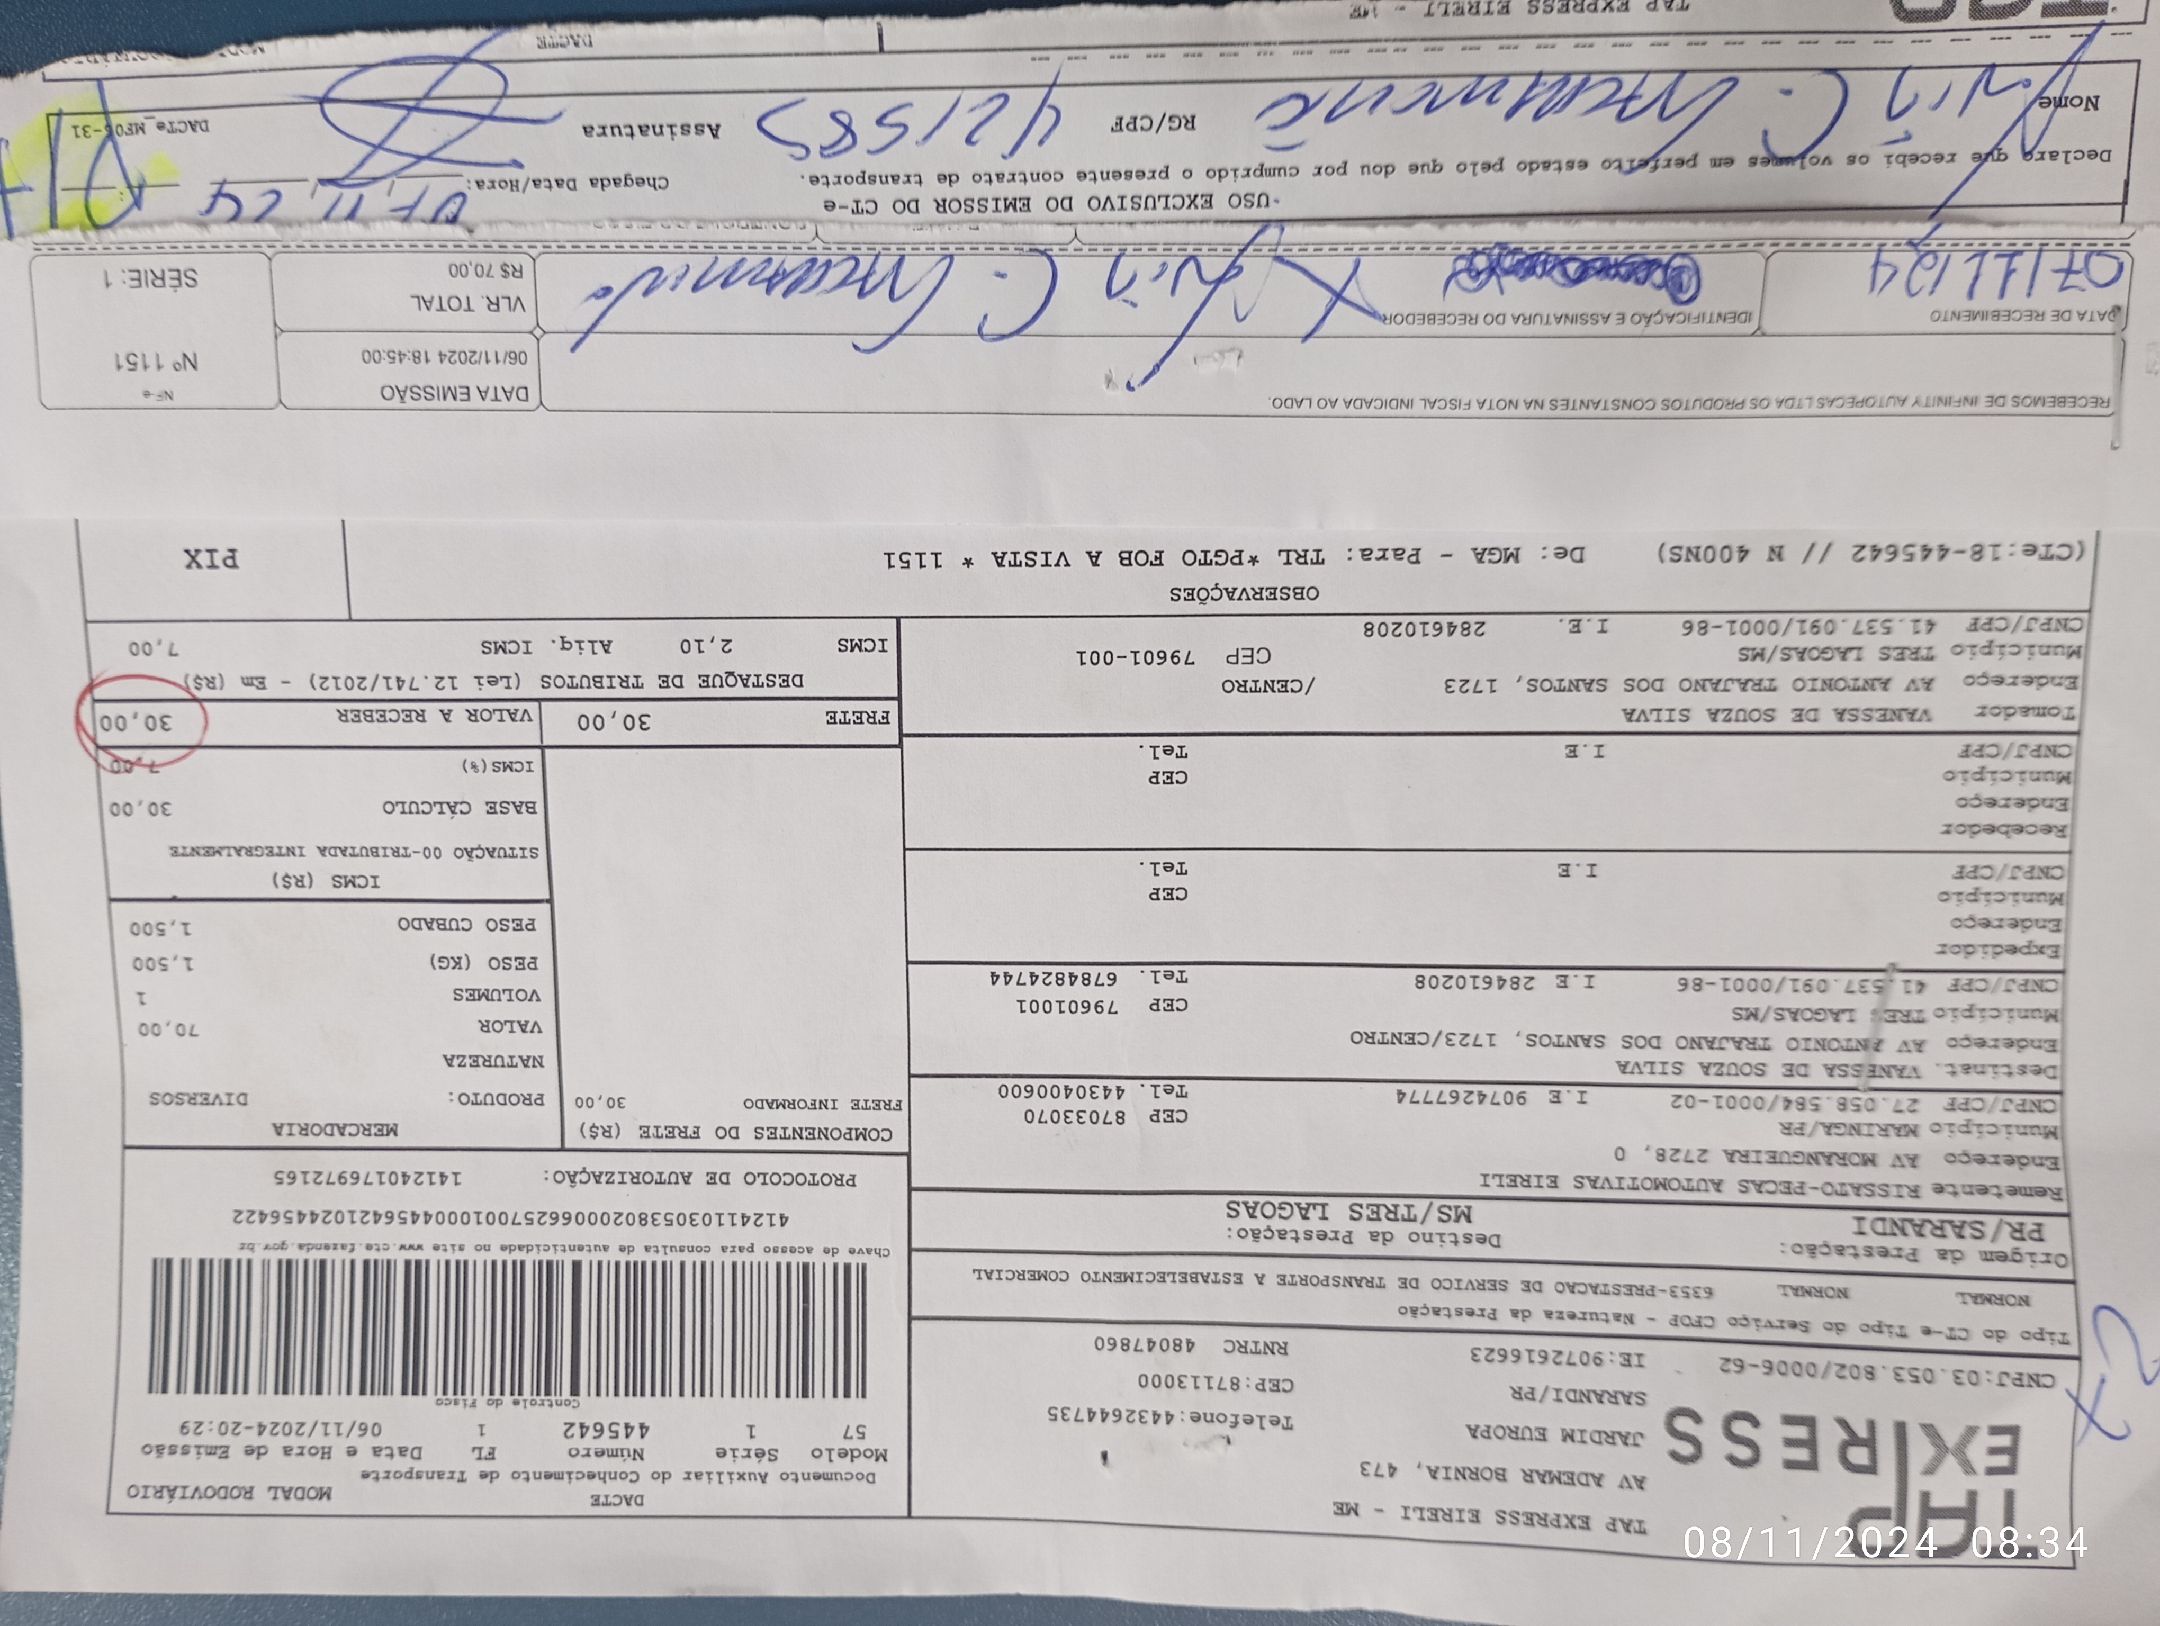 TAP EXPRESS
TAP EXPRESS EIRELI - ME
AV ADEMAR BORNIA, 473
JARDIM EUROPA Telefone:4432644735
SARANDI/PR CEP:87113000
CNPJ:03.053.802/0006-62 IE:9072616623 RNTRC 48047860
DACTE MODAL RODOVIÁRIO
Documento Auxiliar do Conhecimento de Transporte
Modelo Série Número FL Data e Hora de Emissão
57 1 445642 1 06/11/2024-20:29
Controle do Fisco
Chave de acesso para consulta de autenticidade no site www.cte.fazenda.gov.br
41241103053802000662570010004456421024456422
PROTOCOLO DE AUTORIZAÇÃO: 141240176972165
Tipo do CT-e Tipo do Serviço CFOP - Natureza da Prestação
NORMAL NORMAL 6353-PRESTACAO DE SERVICO DE TRANSPORTE A ESTABELECIMENTO COMERCIAL
Origem da Prestação: Destino da Prestação:
PR/SARANDI MS/TRES LAGOAS
Remetente RISSATO-PECAS AUTOMOTIVAS EIRELI
Endereço AV MORANGUEIRA 2728, 0
Município MARINGA/PR CEP 87033070
CNPJ/CPF 27.058.584/0001-02 I.E 9074267774 Tel. 4430400600
Destinat. VANESSA DE SOUZA SILVA
Endereço AV ANTONIO TRAJANO DOS SANTOS, 1723/CENTRO
Município TRES LAGOAS/MS CEP 79601001
CNPJ/CPF 41.537.091/0001-86 I.E 284610208 Tel. 6784824744
Expedidor
Endereço
Município CEP
CNPJ/CPF I.E Tel.
Recebedor
Endereço
Município CEP
CNPJ/CPF I.E Tel.
Tomador VANESSA DE SOUZA SILVA
Endereço AV ANTONIO TRAJANO DOS SANTOS, 1723 /CENTRO
Município TRES LAGOAS/MS CEP 79601-001
CNPJ/CPF 41.537.091/0001-86 I.E. 284610208
COMPONENTES DO FRETE (R$)
FRETE INFORMADO 30,00
MERCADORIA
PRODUTO: DIVERSOS
NATUREZA
VALOR 70,00
VOLUMES 1
PESO (KG) 1,500
PESO CUBADO 1,500
ICMS (R$)
SITUAÇÃO 00-TRIBUTADA INTEGRALMENTE
BASE CÁLCULO 30,00
ICMS(%) 7,00
FRETE 30,00 VALOR A RECEBER 30,00
DESTAQUE DE TRIBUTOS (Lei 12.741/2012) - Em (R$)
ICMS 2,10 Aliq. ICMS 7,00
OBSERVAÇÕES
(CTe:18-445642 // N 400NS) De: MGA - Para: TRL *PGTO FOB A VISTA * 1151
PIX
RECEBEMOS DE INFINITY AUTOPECAS LTDA OS PRODUTOS CONSTANTES NA NOTA FISCAL INDICADA AO LADO.
DATA EMISSÃO
06/11/2024 18:45:00
NF-e
Nº 1151
DATA DE RECEBIMENTO IDENTIFICAÇÃO E ASSINATURA DO RECEBEDOR
07/11/24
VLR. TOTAL
R$ 70,00
SÉRIE: 1
USO EXCLUSIVO DO EMISSOR DO CT-e
Declaro que recebi os volumes em perfeito estado pelo que dou por cumprido o presente contrato de transporte.
Chegada Data/Hora:
Nome RG/CPF 421585 Assinatura
DACTe_MF06-31
DACTE
TAP EXPRESS EIRELI - ME
08/11/2024 08:34